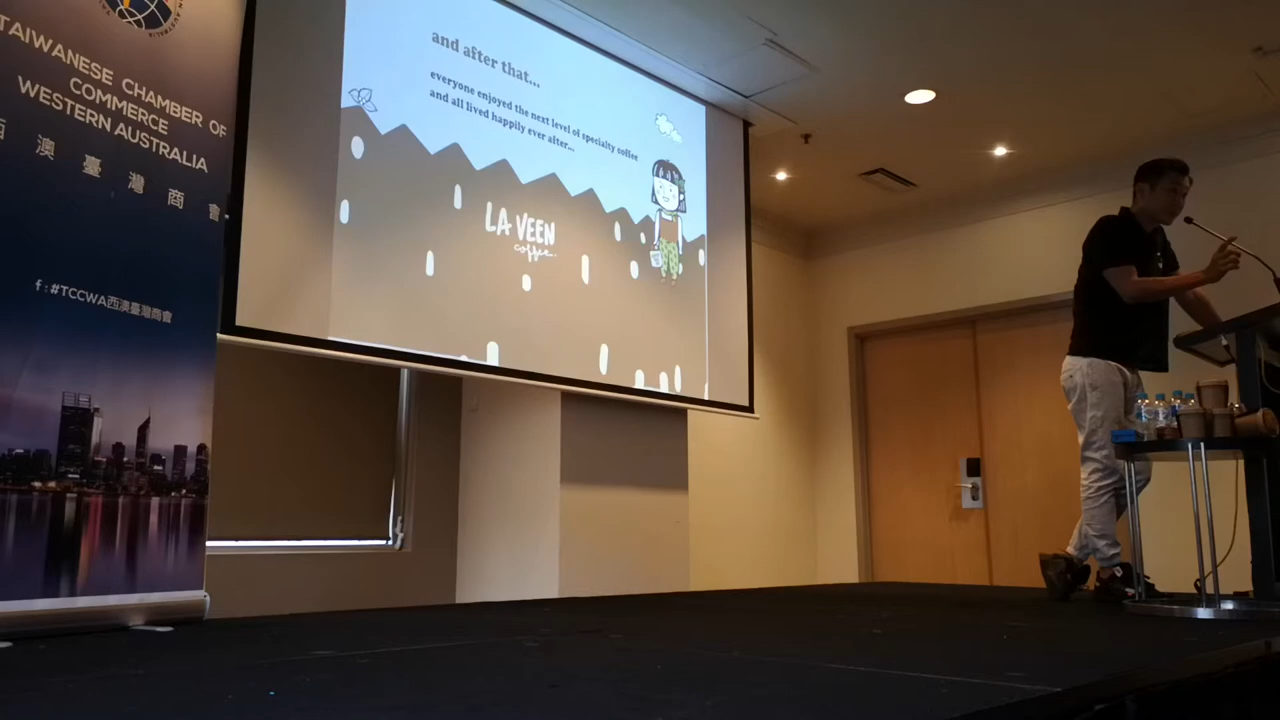 TAIWANESE CHAMBER OF
COMMERCE
WESTERN AUSTRALIA
西 澳 臺 灣 商 會
f : #TCCWA西澳臺灣商會
and after that...
everyone enjoyed the next level of specialty coffee
and all lived happily ever after...
LA VEEN
coffee.